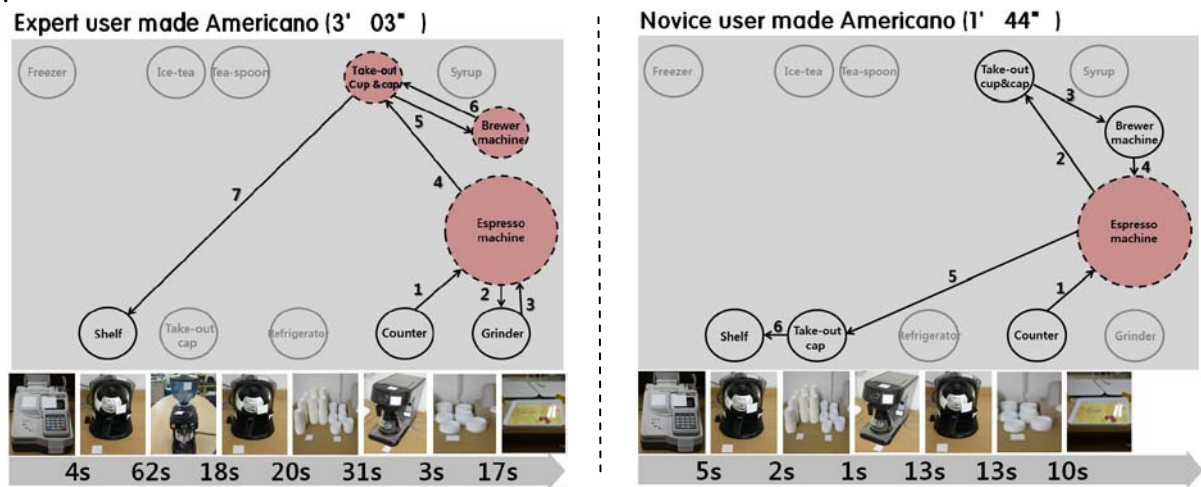 Expert user made Americano (3' 03" )
Freezer
Ice-tea
Tea-spoon
Take-out
Cup &cap
Syrup
6
5
Brewer
machine
4
7
Espresso
machine
1
2
3
Shelf
Take-out
cap
Refrigerator
Counter
Grinder
4s 62s 18s 20s 31s 3s 17s
Novice user made Americano (1' 44" )
Freezer
Ice-tea
Tea-spoon
Take-out
cup&cap
Syrup
3
Brewer
machine
2
4
Espresso
machine
5
1
Shelf
6
Take-out
cap
Refrigerator
Counter
Grinder
5s 2s 1s 13s 13s 10s